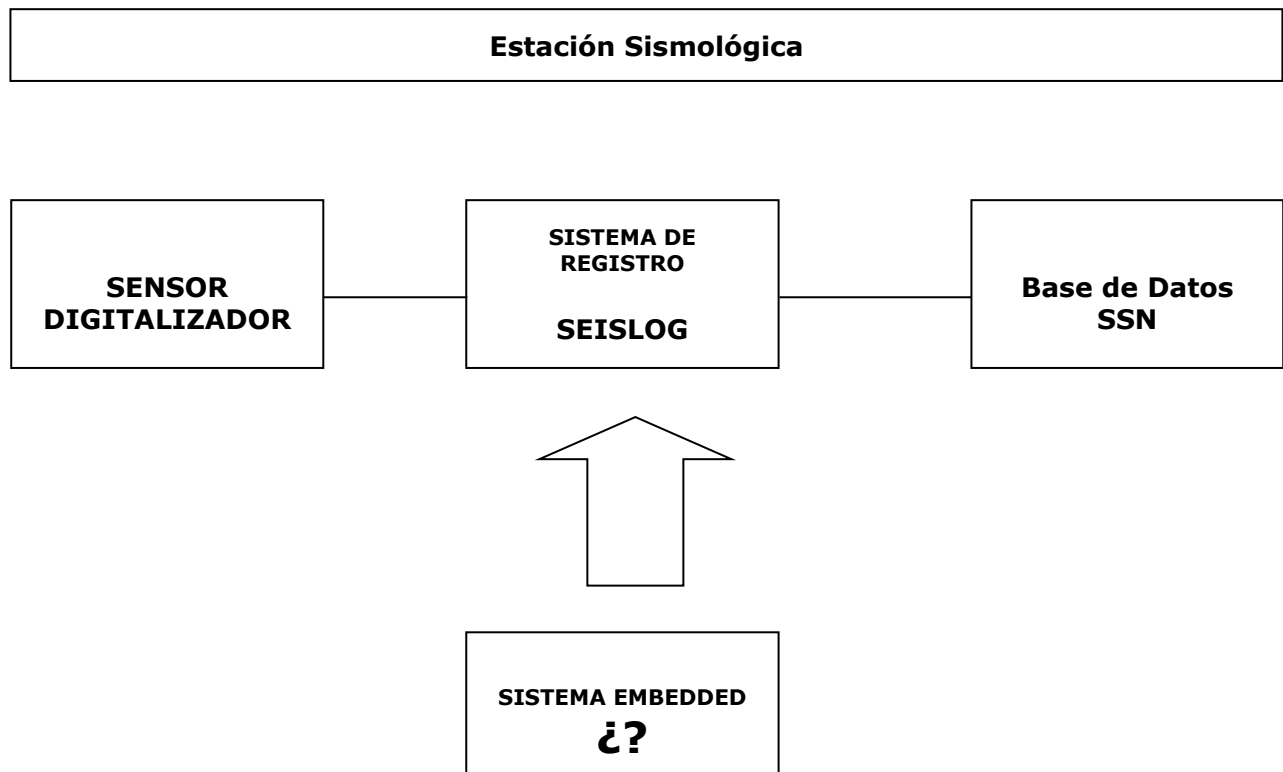 Estación Sismológica
SENSOR
DIGITALIZADOR
SISTEMA DE
REGISTRO
SEISLOG
Base de Datos
SSN
SISTEMA EMBEDDED
¿?